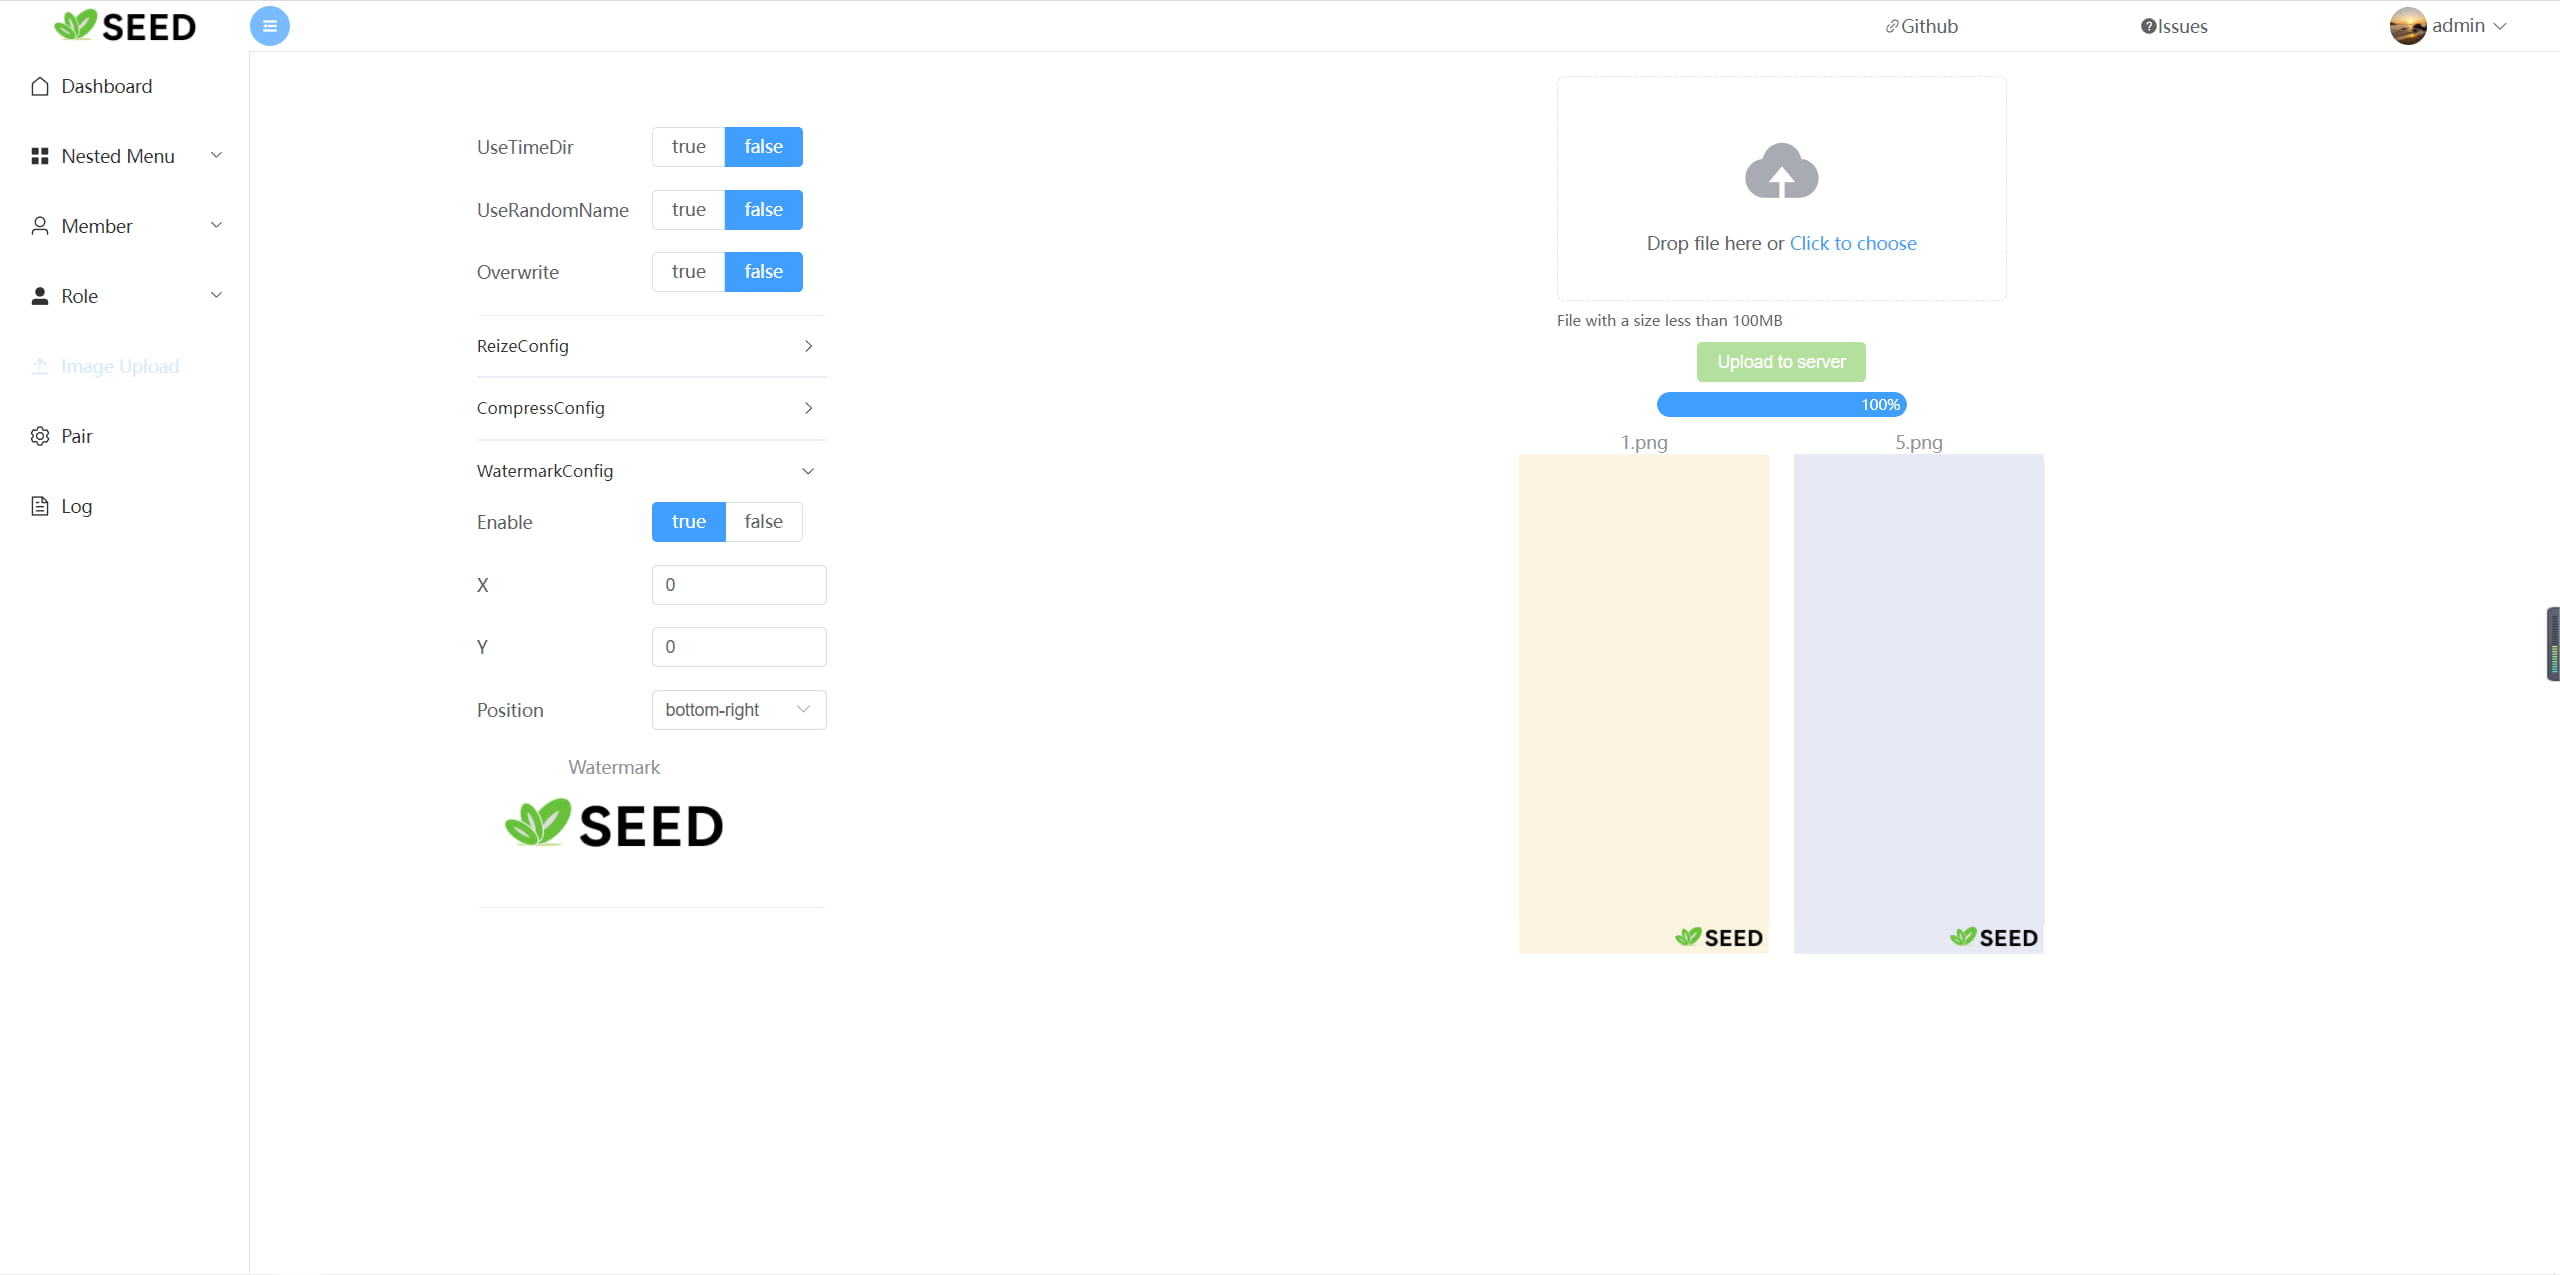 SEED
Github
Issues
admin
Dashboard
Nested Menu
Member
Role
Image Upload
Pair
Log
UseTimeDir true false
UseRandomName true false
Overwrite true false
ReizeConfig
CompressConfig
WatermarkConfig
Enable true false
X 0
Y 0
Position bottom-right
Watermark
SEED
Drop file here or Click to choose
File with a size less than 100MB
Upload to server
100%
1.png
5.png
SEED
SEED